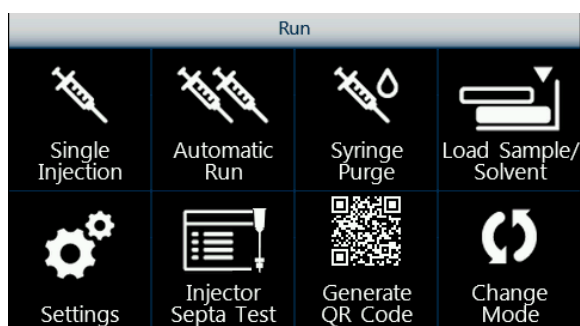 Run
Single
Injection
Automatic
Run
Syringe
Purge
Load Sample/
Solvent
Settings
Injector
Septa Test
Generate
QR Code
Change
Mode